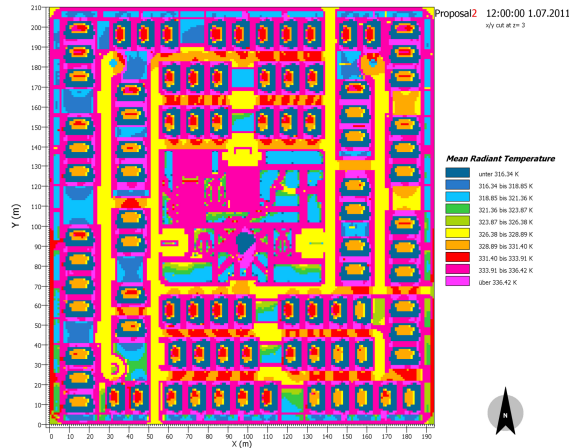 Proposal2 12:00:00 1.07.2011
x/y cut at z= 3
Y (m)
210
200
190
180
170
160
150
140
130
120
110
100
90
80
70
60
50
40
30
20
10
0
0 10 20 30 40 50 60 70 80 90 100 110 120 130 140 150 160 170 180 190
X (m)
Mean Radiant Temperature
unter 316.34 K
316.34 bis 318.85 K
318.85 bis 321.36 K
321.36 bis 323.87 K
323.87 bis 326.38 K
326.38 bis 328.89 K
328.89 bis 331.40 K
331.40 bis 333.91 K
333.91 bis 336.42 K
über 336.42 K
N